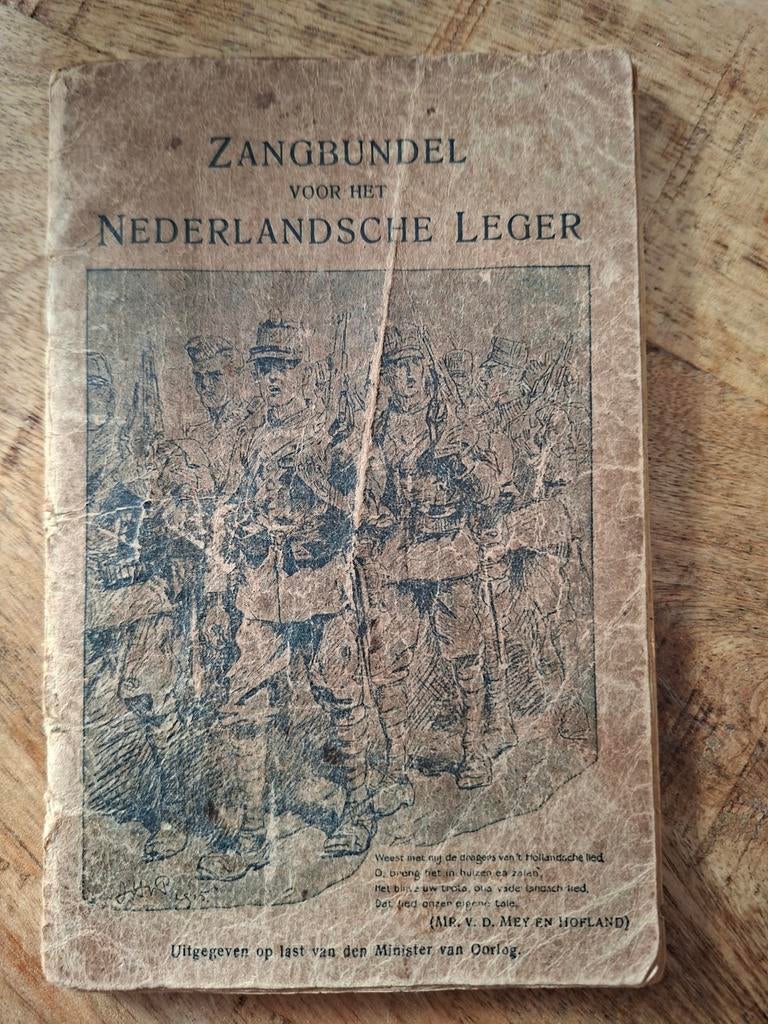 ZANGBUNDEL
VOOR HET
NEDERLANDSCHE LEGER
Weest met mij de dragers van 't Hollandsche lied,
O, breng het in huizen en zalen,
Het blijve uw trots, ons vaderlandsch lied,
Dat lied onzer eigene tale.
(MR. V. D. MEY EN HOFLAND)
Uitgegeven op last van den Minister van Oorlog.